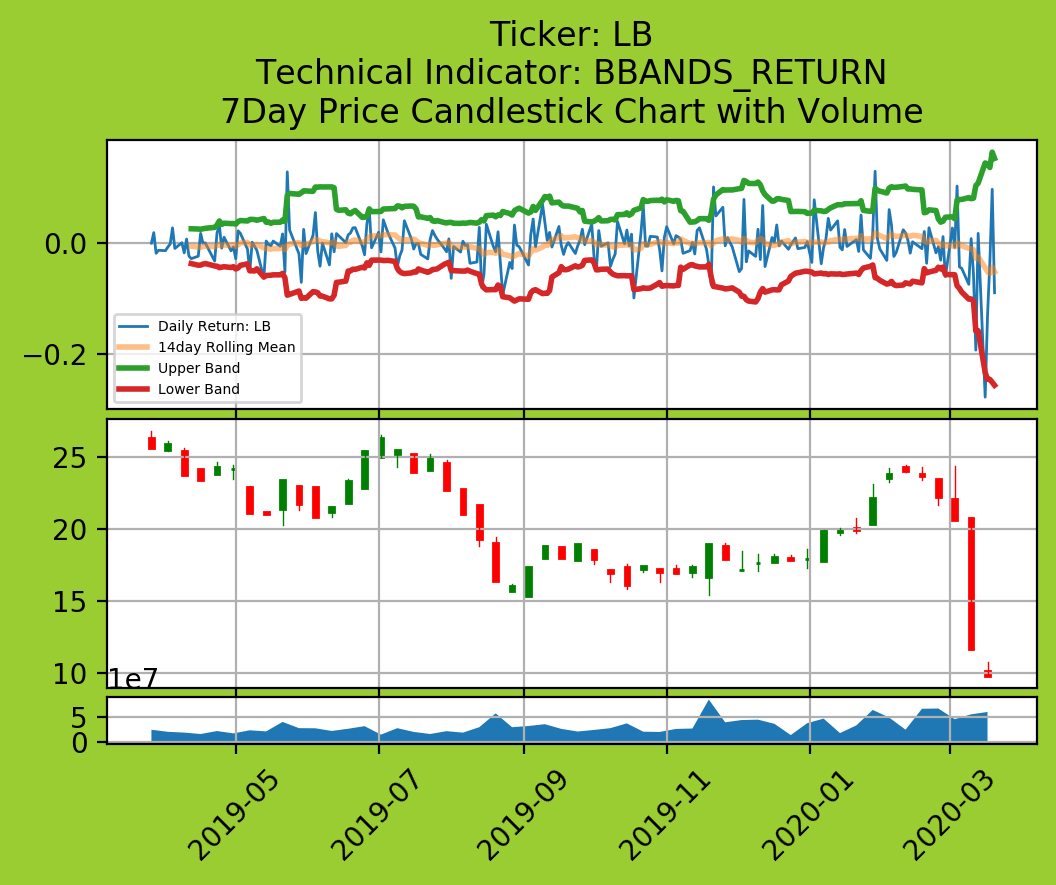 Ticker: LB
Technical Indicator: BBANDS_RETURN
7Day Price Candlestick Chart with Volume
0.0
−0.2
Daily Return: LB
14day Rolling Mean
Upper Band
Lower Band
25
20
15
10
1e7
5
0
2019-05
2019-07
2019-09
2019-11
2020-01
2020-03